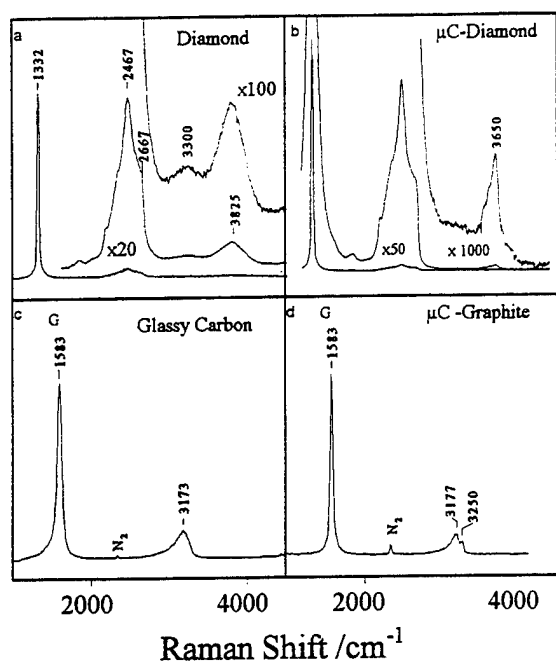 a
Diamond
1332
2467
2667
3300
3825
x20
x100
b
µC-Diamond
3650
x50
x 1000
c
G
Glassy Carbon
1583
N2
3173
d
G
µC -Graphite
1583
N2
3177
3250
2000
4000
2000
4000
Raman Shift /cm-1